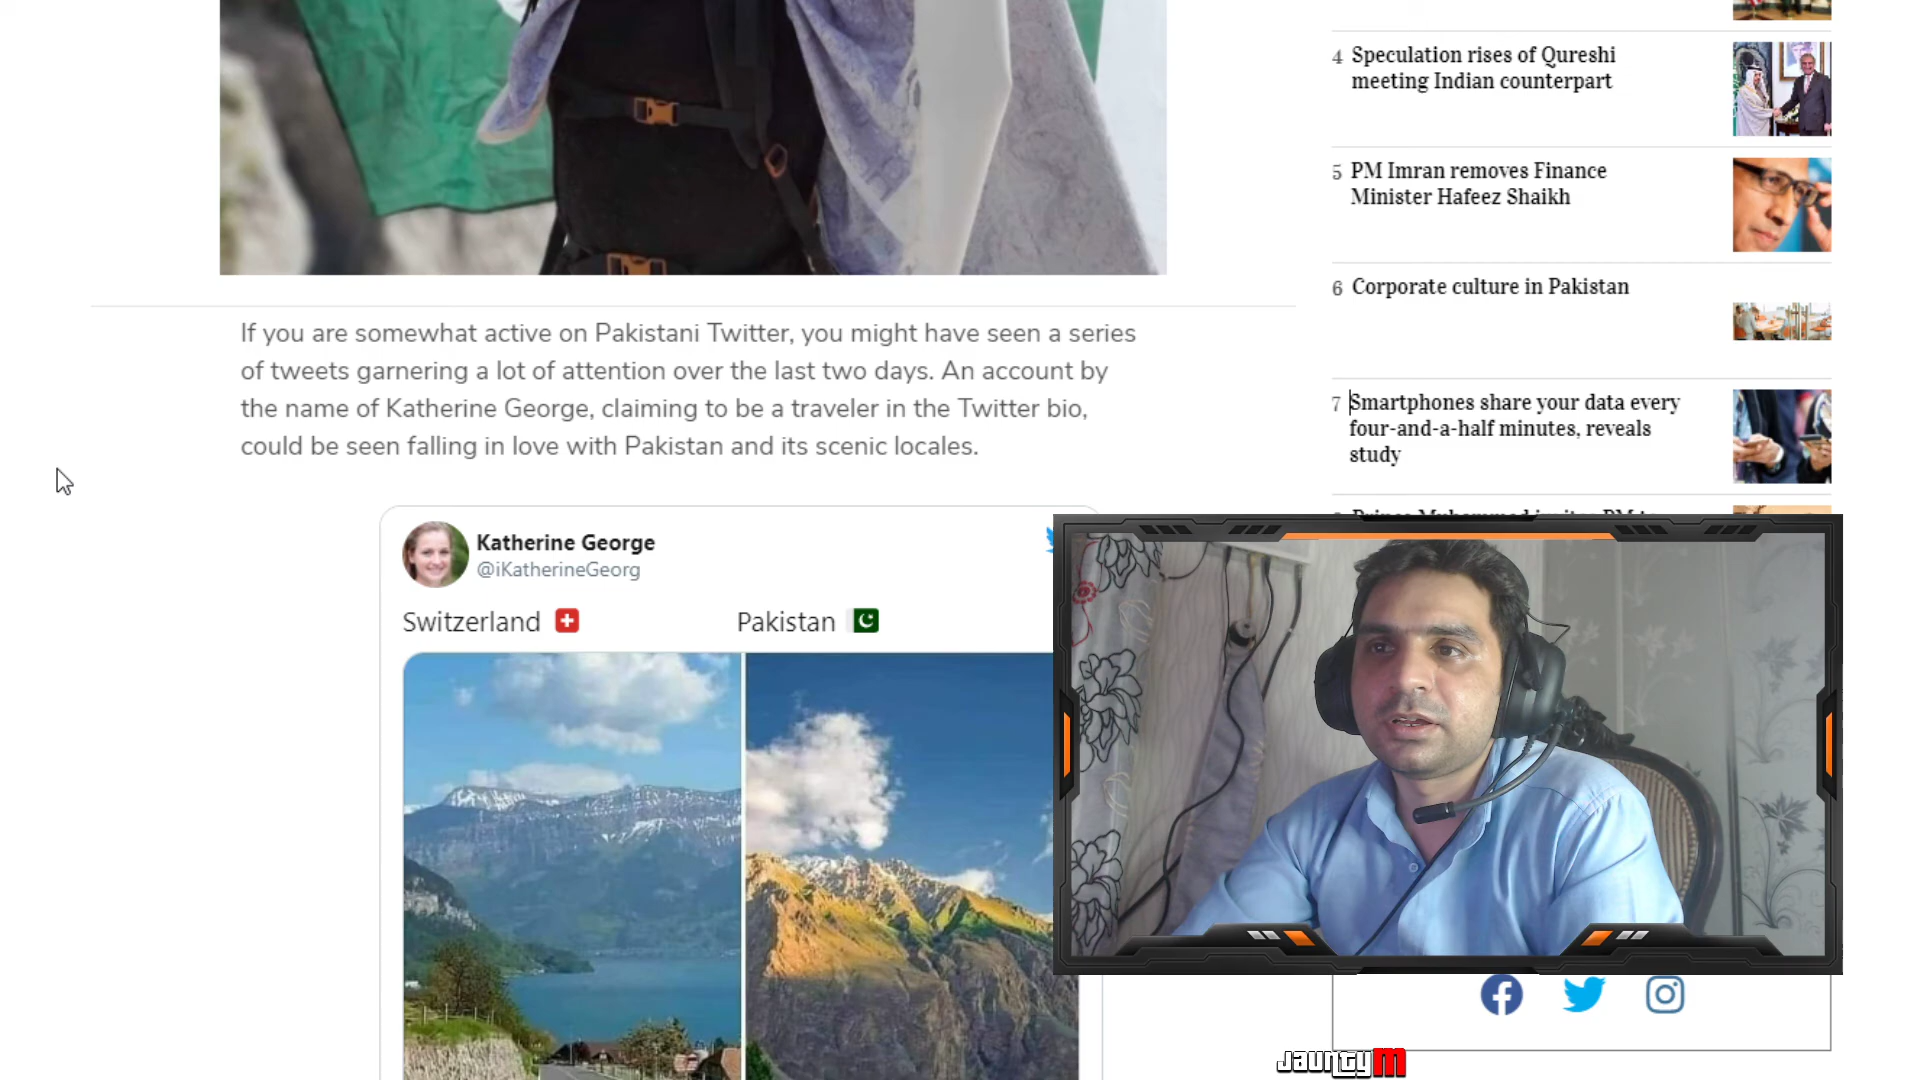 If you are somewhat active on Pakistani Twitter, you might have seen a series
of tweets garnering a lot of attention over the last two days. An account by
the name of Katherine George, claiming to be a traveler in the Twitter bio,
could be seen falling in love with Pakistan and its scenic locales.
Katherine George
@iKatherineGeorg
Switzerland Pakistan
4 Speculation rises of Qureshi
meeting Indian counterpart
5 PM Imran removes Finance
Minister Hafeez Shaikh
6 Corporate culture in Pakistan
7 Smartphones share your data every
four-and-a-half minutes, reveals
study
JauntyM